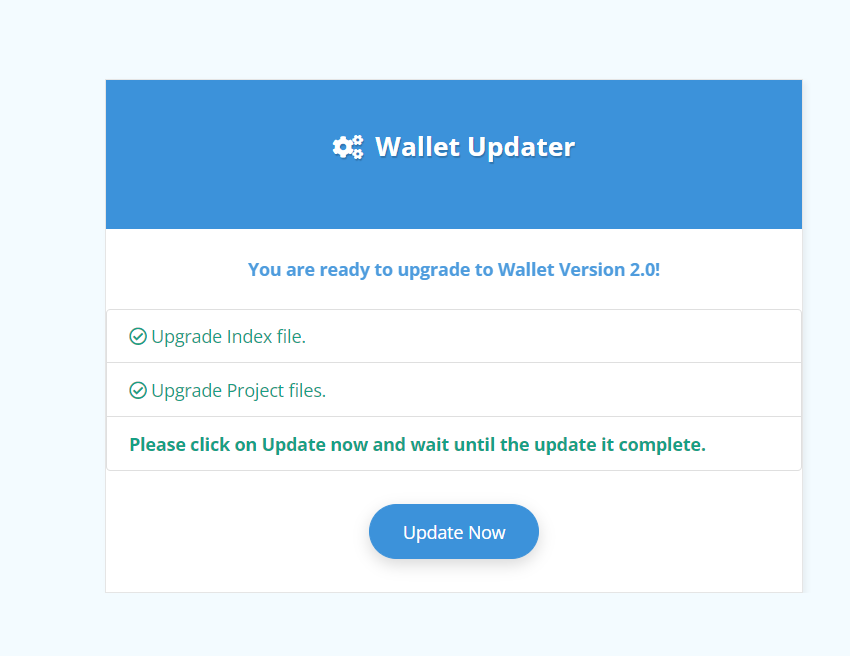 Wallet Updater
You are ready to upgrade to Wallet Version 2.0!
Upgrade Index file.
Upgrade Project files.
Please click on Update now and wait until the update it complete.
Update Now